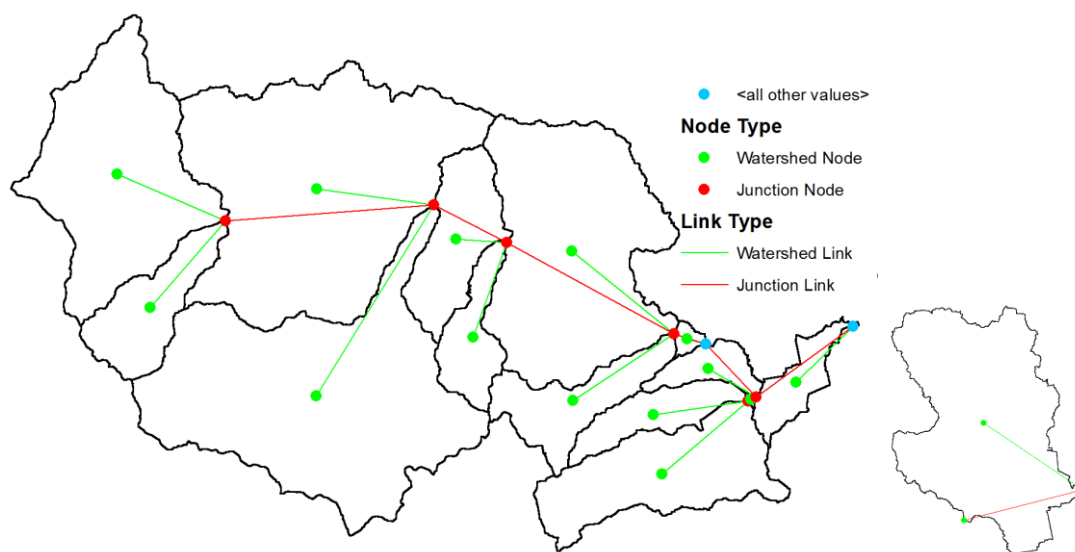 <all other values>
Node Type
Watershed Node
Junction Node
Link Type
Watershed Link
Junction Link